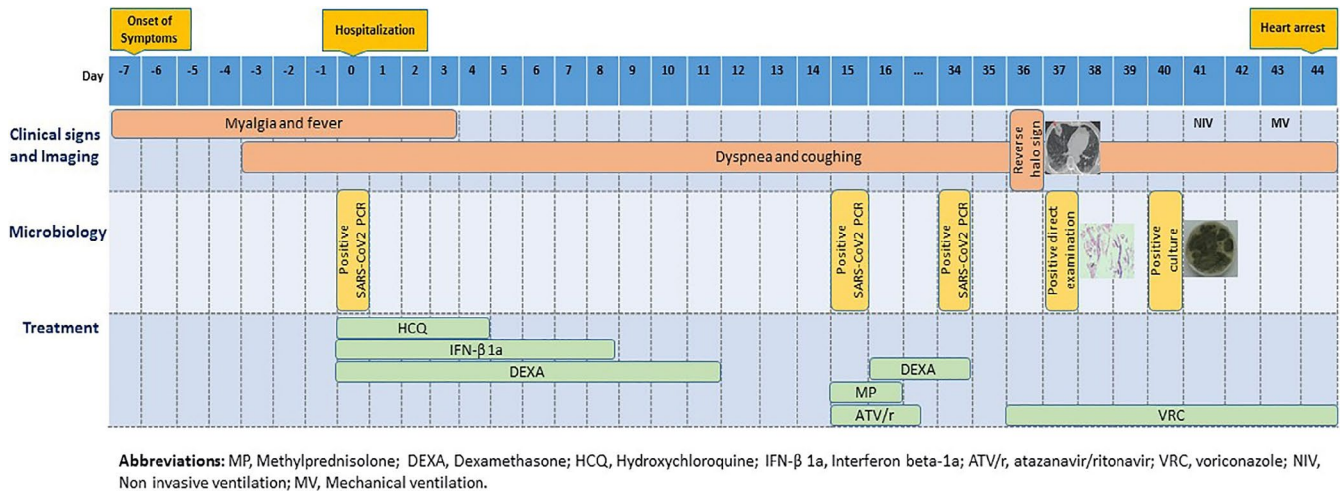 Onset of
Symptoms
Hospitalization
Heart arrest
Day -7 -6 -5 -4 -3 -2 -1 0 1 2 3 4 5 6 7 8 9 10 11 12 13 14 15 16 ... 34 35 36 37 38 39 40 41 42 43 44
Clinical signs
and Imaging
Myalgia and fever
Dyspnea and coughing
Reverse
halo sign
NIV
MV
Microbiology
Positive
SARS-CoV2 PCR
Positive
SARS-CoV2 PCR
Positive
SARS-CoV2 PCR
Positive direct
examination
Positive
culture
Treatment
HCQ
IFN-β 1a
DEXA
DEXA
MP
ATV/r
VRC
Abbreviations: MP, Methylprednisolone; DEXA, Dexamethasone; HCQ, Hydroxychloroquine; IFN-β 1a, Interferon beta-1a; ATV/r, atazanavir/ritonavir; VRC, voriconazole; NIV,
Non invasive ventilation; MV, Mechanical ventilation.